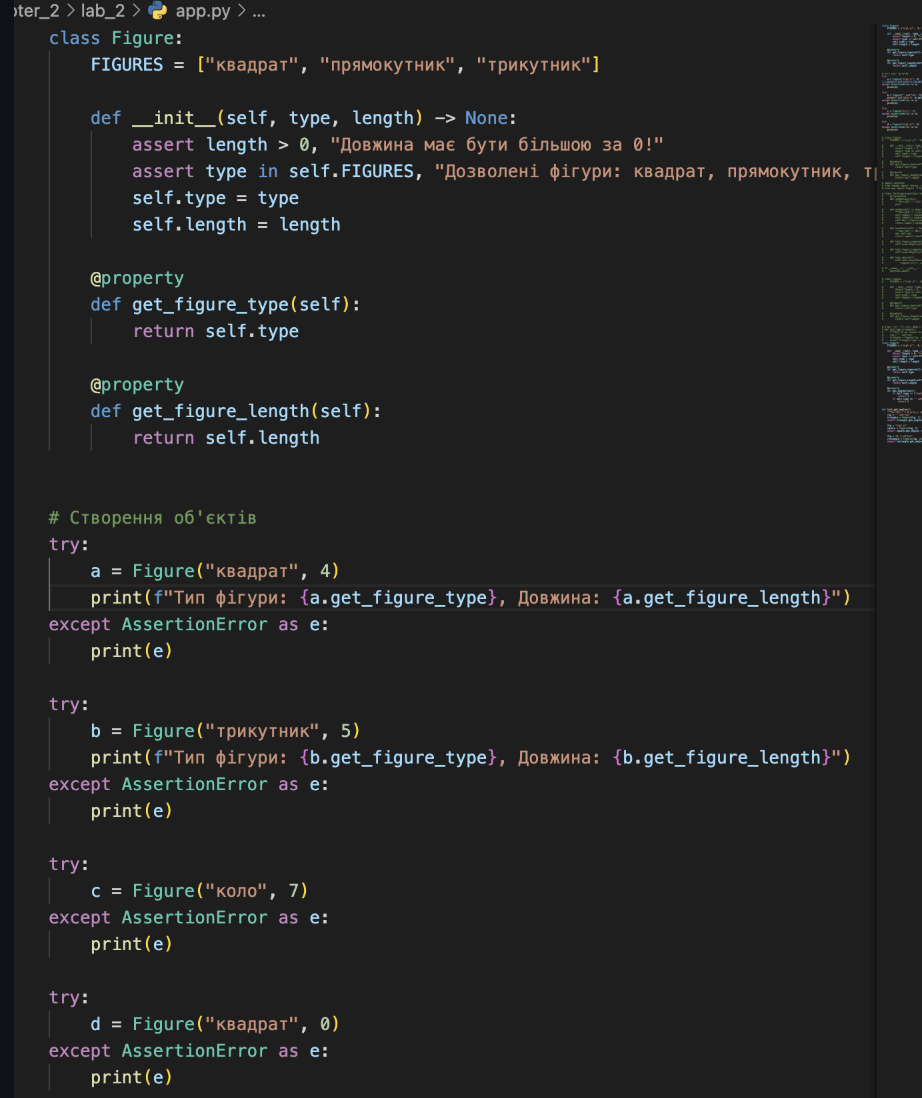 lab_2 > app.py > ...
class Figure:
    FIGURES = ["квадрат", "прямокутник", "трикутник"]

    def __init__(self, type, length) -> None:
        assert length > 0, "Довжина має бути більшою за 0!"
        assert type in self.FIGURES, "Дозволені фігури: квадрат, прямокутник,
        self.type = type
        self.length = length

    @property
    def get_figure_type(self):
        return self.type

    @property
    def get_figure_length(self):
        return self.length


# Створення об'єктів
try:
    a = Figure("квадрат", 4)
    print(f"Тип фігури: {a.get_figure_type}, Довжина: {a.get_figure_length}")
except AssertionError as e:
    print(e)

try:
    b = Figure("трикутник", 5)
    print(f"Тип фігури: {b.get_figure_type}, Довжина: {b.get_figure_length}")
except AssertionError as e:
    print(e)

try:
    c = Figure("коло", 7)
except AssertionError as e:
    print(e)

try:
    d = Figure("квадрат", 0)
except AssertionError as e:
    print(e)